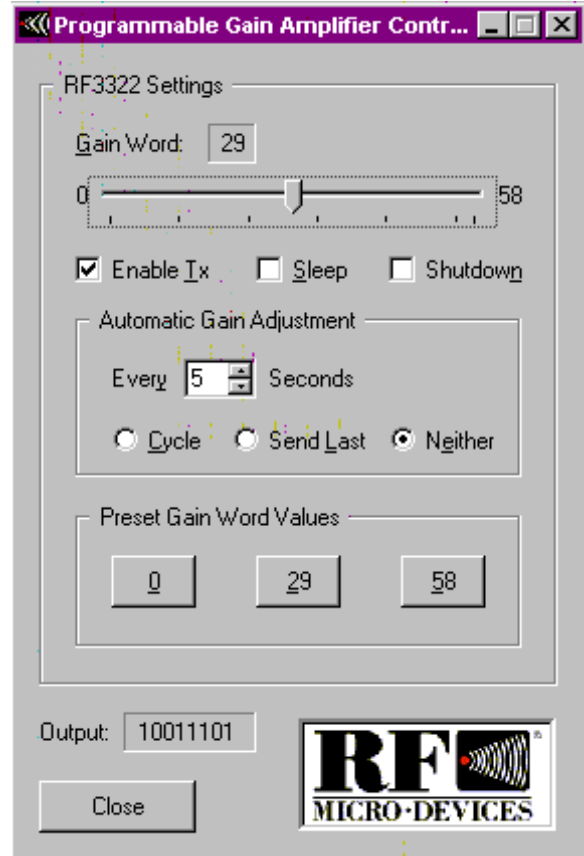 Programmable Gain Amplifier Contr...
RF3322 Settings
Gain Word: 29
0 58
Enable Tx Sleep Shutdown
Automatic Gain Adjustment
Every 5 Seconds
Cycle Send Last Neither
Preset Gain Word Values
0 29 58
Output: 10011101
RF
MICRO·DEVICES
Close